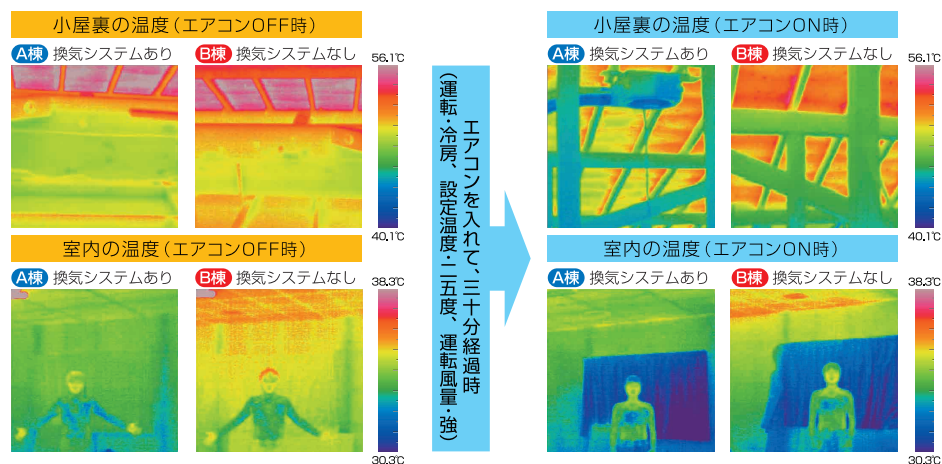 小屋裏の温度(エアコンOFF時)
A棟 換気システムあり
B棟 換気システムなし
56.1℃
40.1℃
室内の温度(エアコンOFF時)
A棟 換気システムあり
B棟 換気システムなし
38.3℃
30.3℃
エアコンを入れて、三十分経過時
(運転・冷房、設定温度・二五度、運転風量・強)
小屋裏の温度(エアコンON時)
A棟 換気システムあり
B棟 換気システムなし
56.1℃
40.1℃
室内の温度(エアコンON時)
A棟 換気システムあり
B棟 換気システムなし
38.3℃
30.3℃